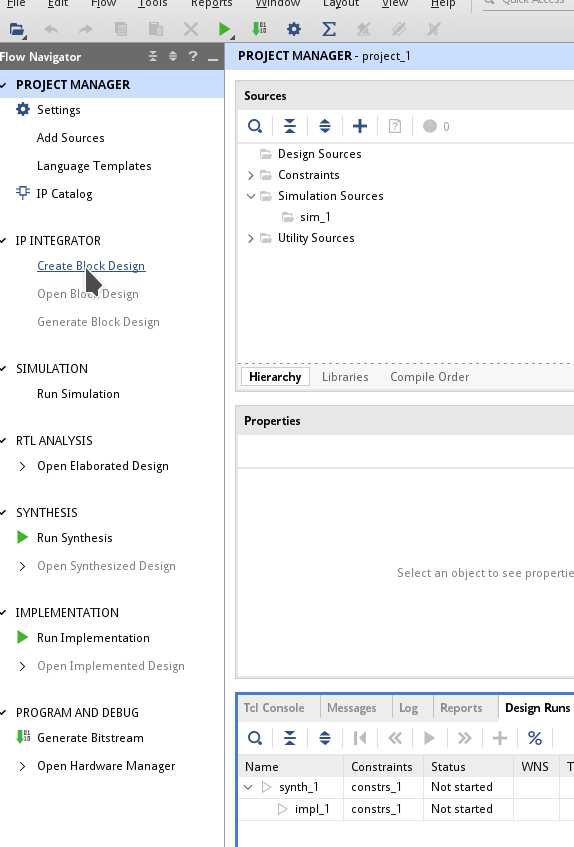 File Edit Flow Tools Reports Window Layout View Help Quick Access
Flow Navigator
PROJECT MANAGER - project_1
PROJECT MANAGER
Settings
Add Sources
Language Templates
IP Catalog
IP INTEGRATOR
Create Block Design
Open Block Design
Generate Block Design
SIMULATION
Run Simulation
RTL ANALYSIS
Open Elaborated Design
SYNTHESIS
Run Synthesis
Open Synthesized Design
IMPLEMENTATION
Run Implementation
Open Implemented Design
PROGRAM AND DEBUG
Generate Bitstream
Open Hardware Manager
Sources
0
Design Sources
Constraints
Simulation Sources
sim_1
Utility Sources
Hierarchy Libraries Compile Order
Properties
Select an object to see propertie
Tcl Console Messages Log Reports Design Runs
Name Constraints Status WNS T
synth_1 constrs_1 Not started
impl_1 constrs_1 Not started